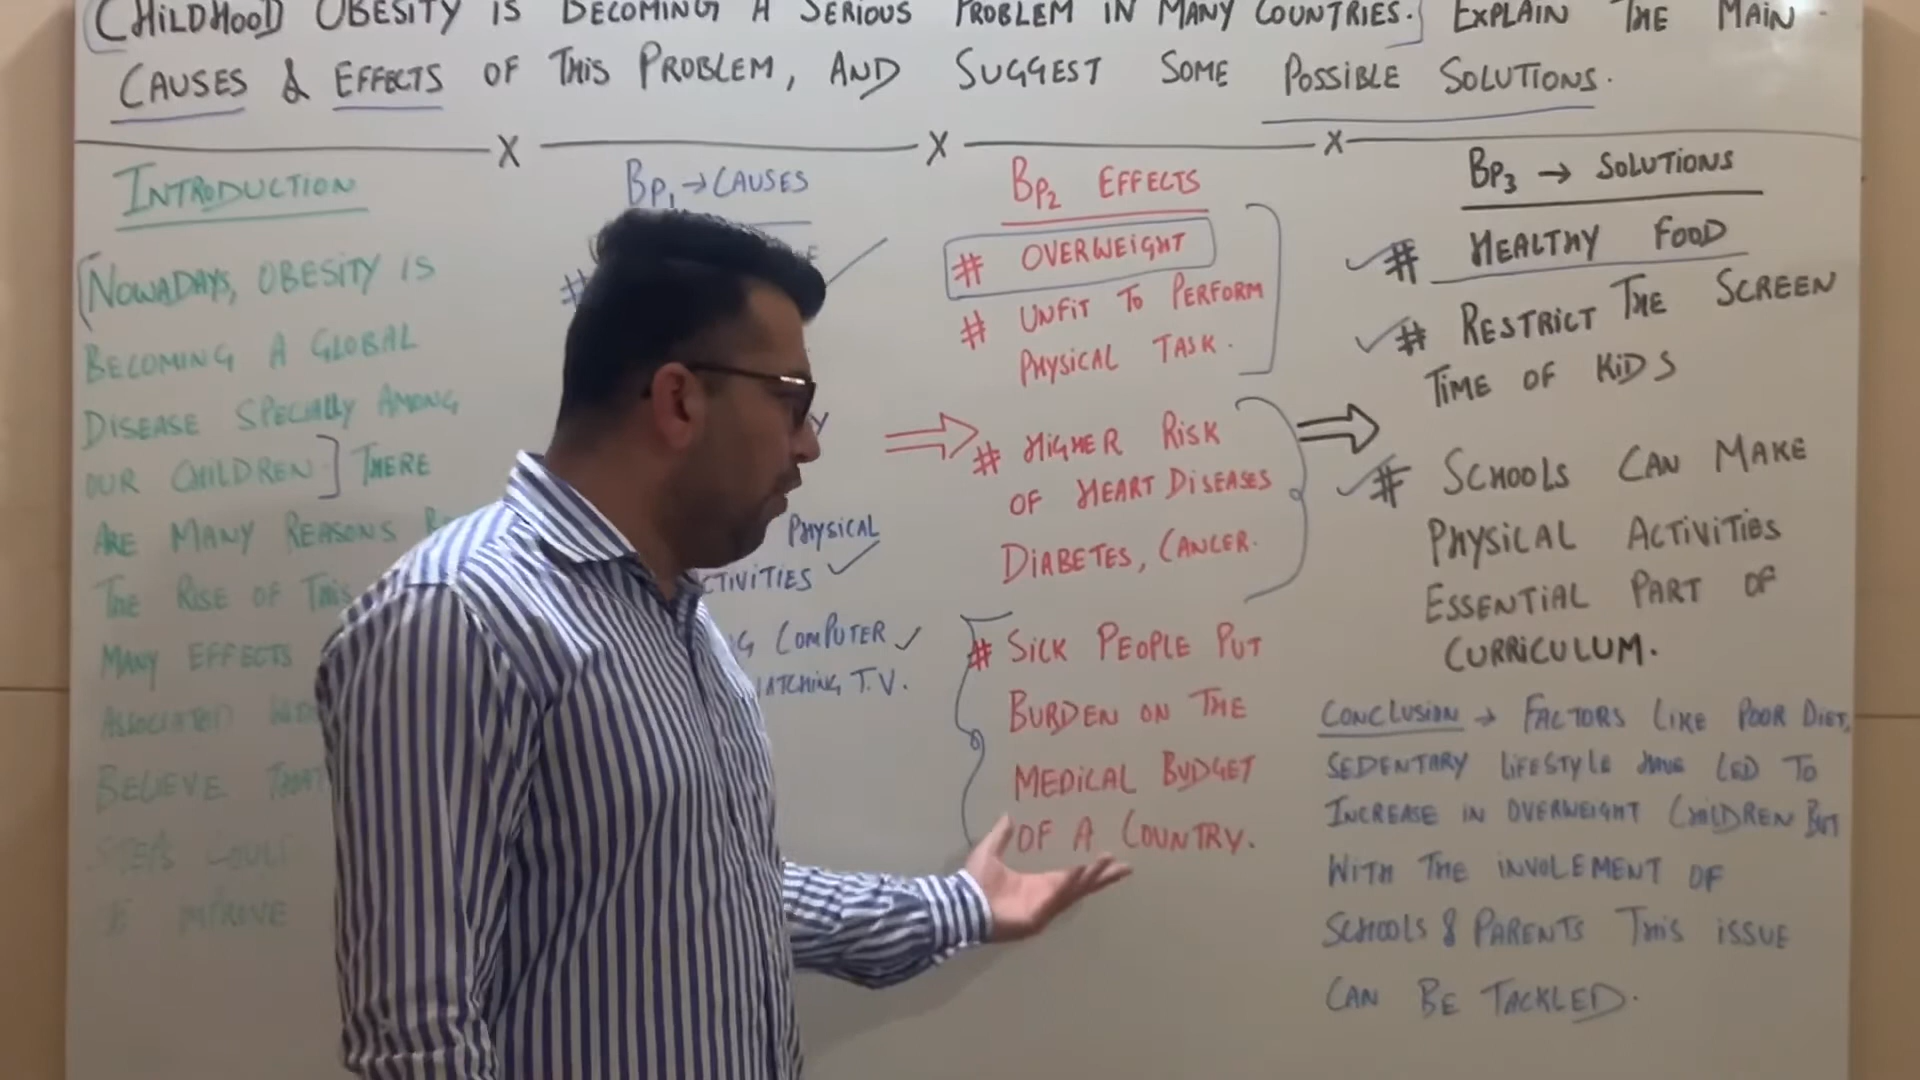 CHILDHOOD OBESITY IS BECOMING A SERIOUS PROBLEM IN MANY COUNTRIES. EXPLAIN THE MAIN
CAUSES & EFFECTS OF THIS PROBLEM, AND SUGGEST SOME POSSIBLE SOLUTIONS.
INTRODUCTION
NOWADAYS, OBESITY IS
BECOMING A GLOBAL
DISEASE SPECIALLY AMONG
OUR CHILDREN. THERE
ARE MANY REASONS
THE RISE OF THIS
MANY EFFECTS
ASSOCIATED
BELIEVE THAT
STEPS COULD
BP1 → CAUSES
#
PHYSICAL
COMPUTER
T.V.
BP2 EFFECTS
# OVERWEIGHT
# UNFIT TO PERFORM
PHYSICAL TASK.
# HIGHER RISK
OF HEART DISEASES
DIABETES, CANCER.
# SICK PEOPLE PUT
BURDEN ON THE
MEDICAL BUDGET
OF A COUNTRY.
BP3 → SOLUTIONS
# HEALTHY FOOD
# RESTRICT THE SCREEN
TIME OF KIDS
# SCHOOLS CAN MAKE
PHYSICAL ACTIVITIES
ESSENTIAL PART OF
CURRICULUM.
CONCLUSION → FACTORS LIKE POOR DIET,
SEDENTARY LIFESTYLE HAVE LED TO
INCREASE IN OVERWEIGHT CHILDREN BUT
WITH THE INVOLEMENT OF
SCHOOLS & PARENTS THIS ISSUE
CAN BE TACKLED.